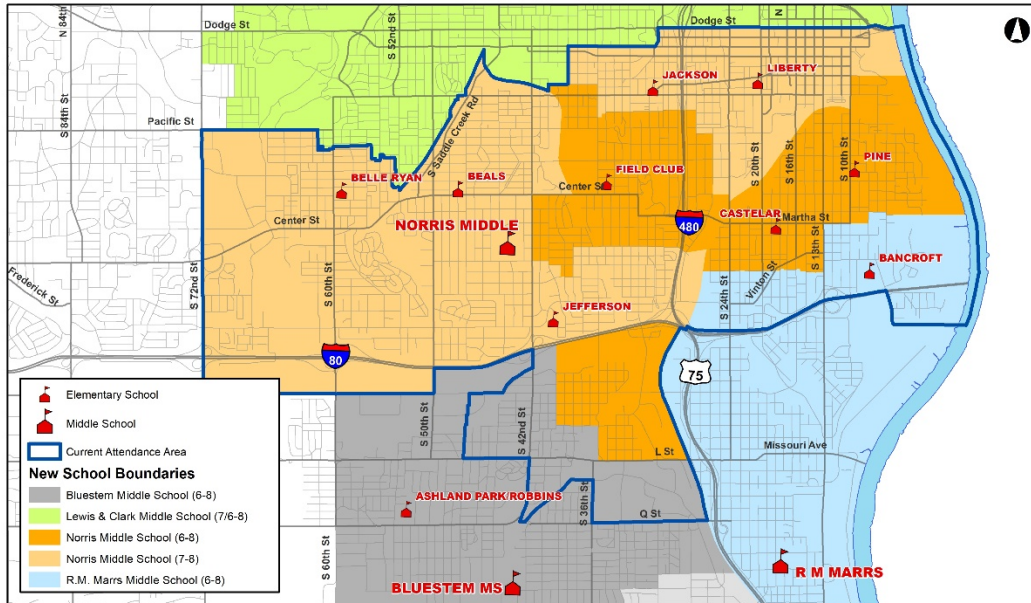 N 84th St
Dodge St
S 52nd St
Dodge St
N
JACKSON
LIBERTY
S 84th St
Pacific St
S Saddle Creek Rd
S 20th St
S 16th St
S 10th St
PINE
BELLE RYAN
BEALS
FIELD CLUB
Center St
Center St
NORRIS MIDDLE
480
CASTELAR
Martha St
S 13th St
BANCROFT
Frederick St
S 72nd St
S 60th St
JEFFERSON
S 24th St
Vinton St
80
75
Elementary School
Middle School
Current Attendance Area
New School Boundaries
Bluestem Middle School (6-8)
Lewis & Clark Middle School (7/6-8)
Norris Middle School (6-8)
Norris Middle School (7-8)
R.M. Marrs Middle School (6-8)
S 50th St
S 42nd St
L St
Missouri Ave
ASHLAND PARK/ROBBINS
S 36th St
Q St
S 60th St
BLUESTEM MS
R M MARRS